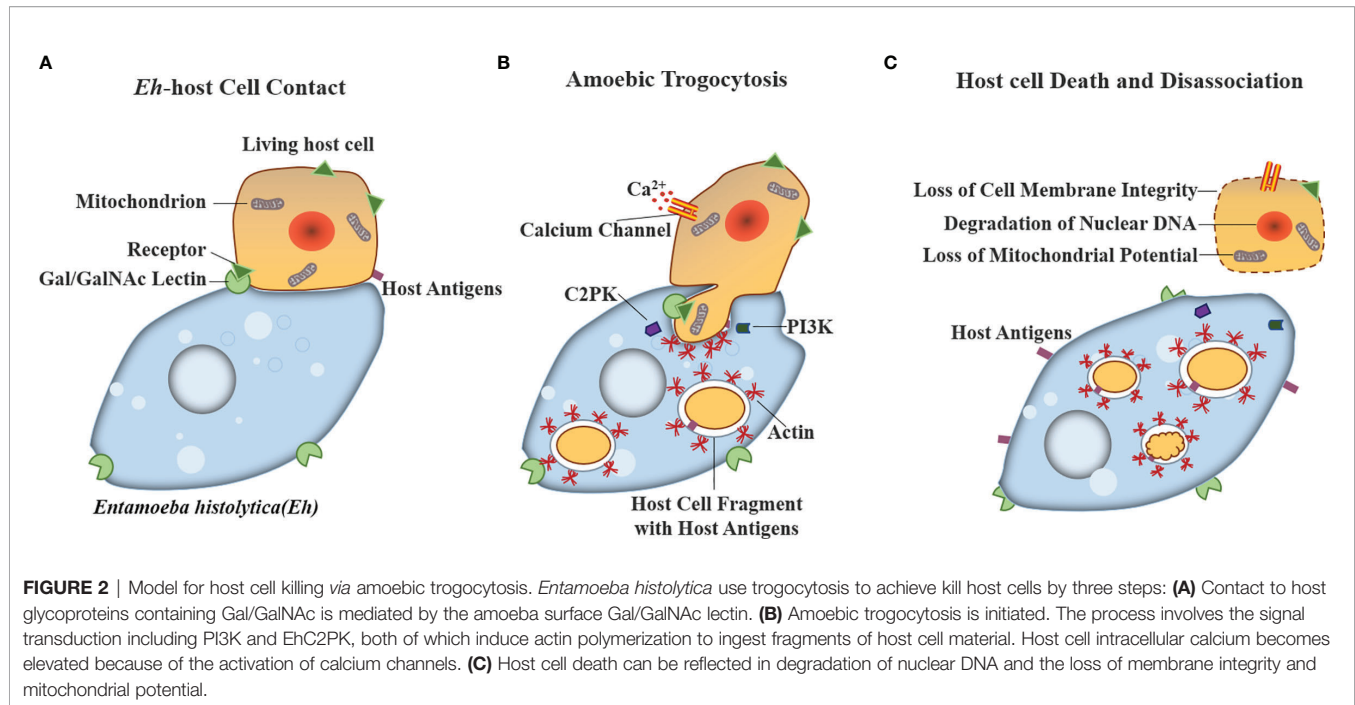 A
Eh-host Cell Contact
Living host cell
Mitochondrion
Receptor
Gal/GalNAc Lectin
Host Antigens
Entamoeba histolytica(Eh)
B
Amoebic Trogocytosis
Ca²⁺
Calcium Channel
C2PK
PI3K
Actin
Host Cell Fragment
with Host Antigens
C
Host cell Death and Disassociation
Loss of Cell Membrane Integrity
Degradation of Nuclear DNA
Loss of Mitochondrial Potential
Host Antigens
FIGURE 2 | Model for host cell killing via amoebic trogocytosis. Entamoeba histolytica use trogocytosis to achieve kill host cells by three steps: (A) Contact to host
glycoproteins containing Gal/GalNAc is mediated by the amoeba surface Gal/GalNAc lectin. (B) Amoebic trogocytosis is initiated. The process involves the signal
transduction including PI3K and EhC2PK, both of which induce actin polymerization to ingest fragments of host cell material. Host cell intracellular calcium becomes
elevated because of the activation of calcium channels. (C) Host cell death can be reflected in degradation of nuclear DNA and the loss of membrane integrity and
mitochondrial potential.